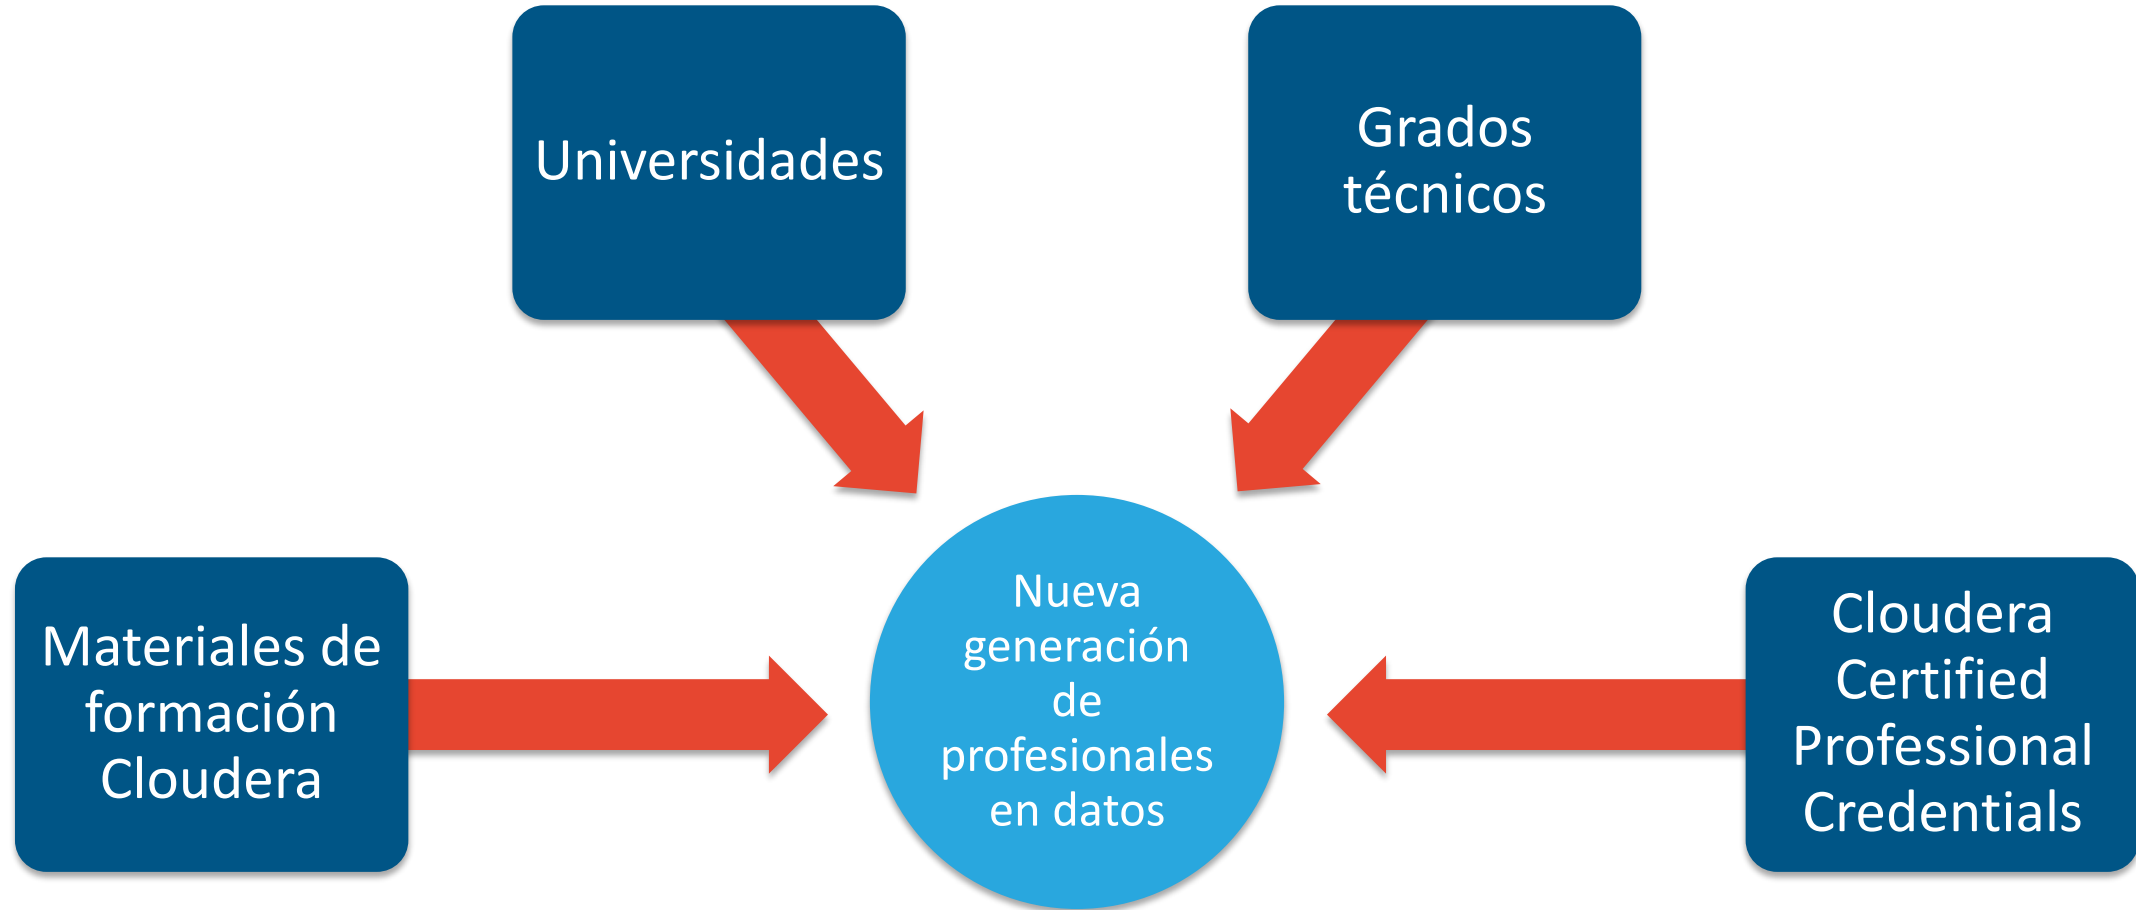 Universidades
Grados
técnicos
Materiales de
formación
Cloudera
Nueva
generación
de
profesionales
en datos
Cloudera
Certified
Professional
Credentials